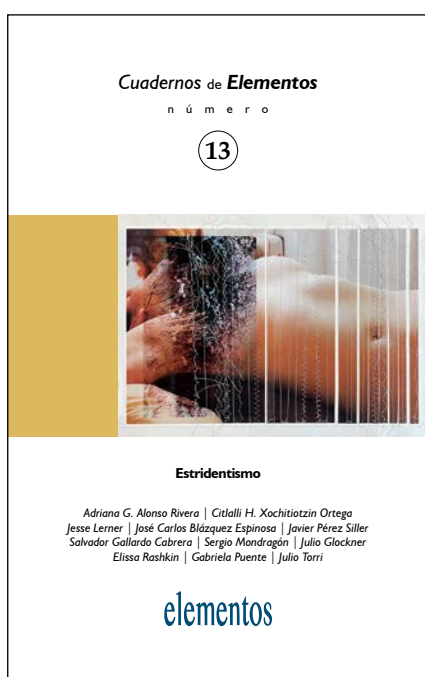 Cuadernos de Elementos
número
13
Estridentismo
Adriana G. Alonso Rivera | Citlalli H. Xochitiotzin Ortega
Jesse Lerner | José Carlos Blázquez Espinosa | Javier Pérez Siller
Salvador Gallardo Cabrera | Sergio Mondragón | Julio Glockner
Elissa Rashkin | Gabriela Puente | Julio Torri
elementos